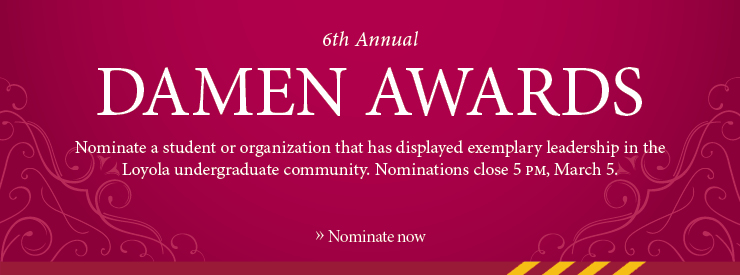 6th Annual
DAMEN AWARDS
Nominate a student or organization that has displayed exemplary leadership in the
Loyola undergraduate community. Nominations close 5 PM, March 5.
» Nominate now